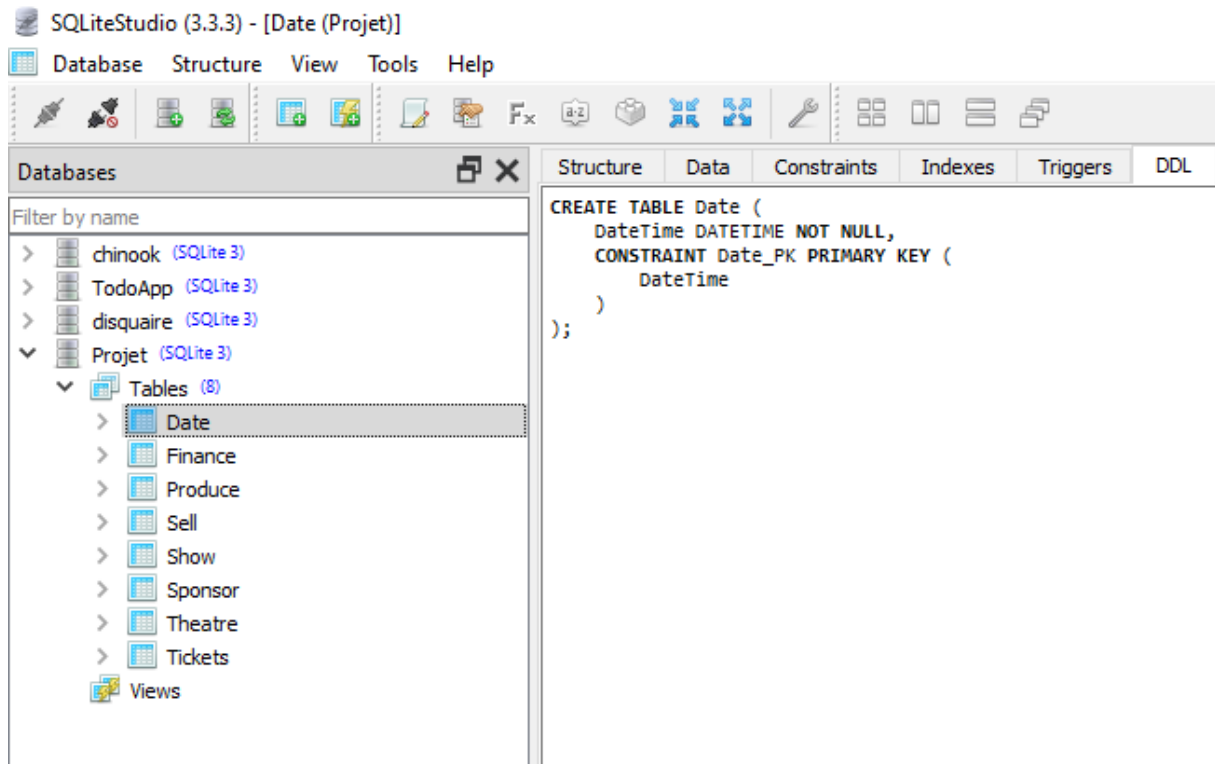 SQLiteStudio (3.3.3) - [Date (Projet)]
Database Structure View Tools Help
Databases
Filter by name
chinook (SQLite 3)
TodoApp (SQLite 3)
disquaire (SQLite 3)
Projet (SQLite 3)
Tables (8)
Date
Finance
Produce
Sell
Show
Sponsor
Theatre
Tickets
Views
Structure Data Constraints Indexes Triggers DDL
CREATE TABLE Date (
    DateTime DATETIME NOT NULL,
    CONSTRAINT Date_PK PRIMARY KEY (
        DateTime
    )
);